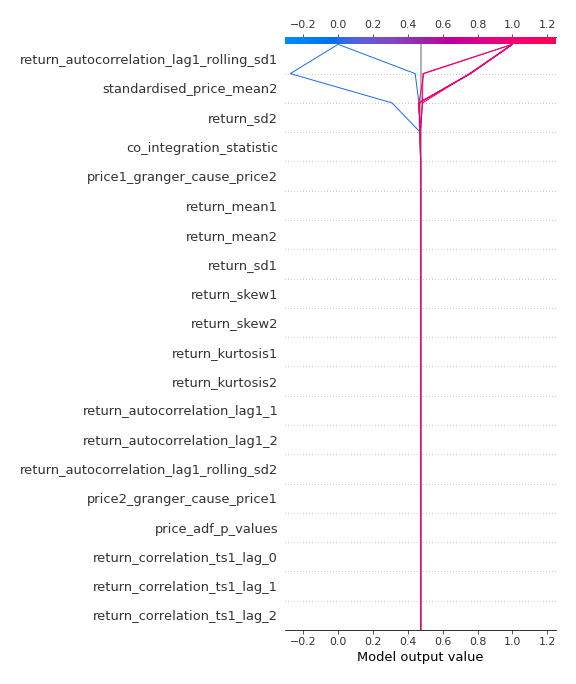 −0.2 0.0 0.2 0.4 0.6 0.8 1.0 1.2
return_autocorrelation_lag1_rolling_sd1
standardised_price_mean2
return_sd2
co_integration_statistic
price1_granger_cause_price2
return_mean1
return_mean2
return_sd1
return_skew1
return_skew2
return_kurtosis1
return_kurtosis2
return_autocorrelation_lag1_1
return_autocorrelation_lag1_2
return_autocorrelation_lag1_rolling_sd2
price2_granger_cause_price1
price_adf_p_values
return_correlation_ts1_lag_0
return_correlation_ts1_lag_1
return_correlation_ts1_lag_2
−0.2 0.0 0.2 0.4 0.6 0.8 1.0 1.2
Model output value